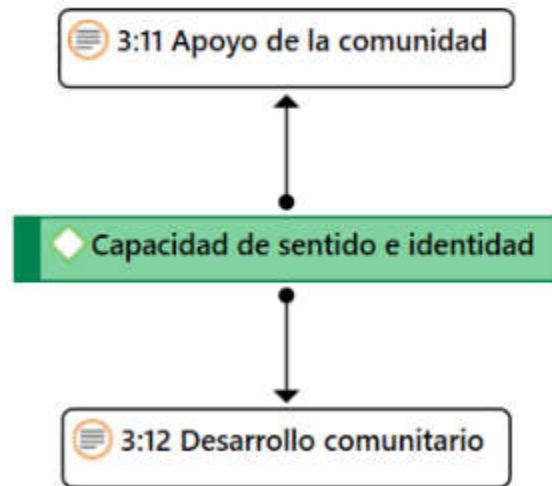 3:11 Apoyo de la comunidad
Capacidad de sentido e identidad
3:12 Desarrollo comunitario